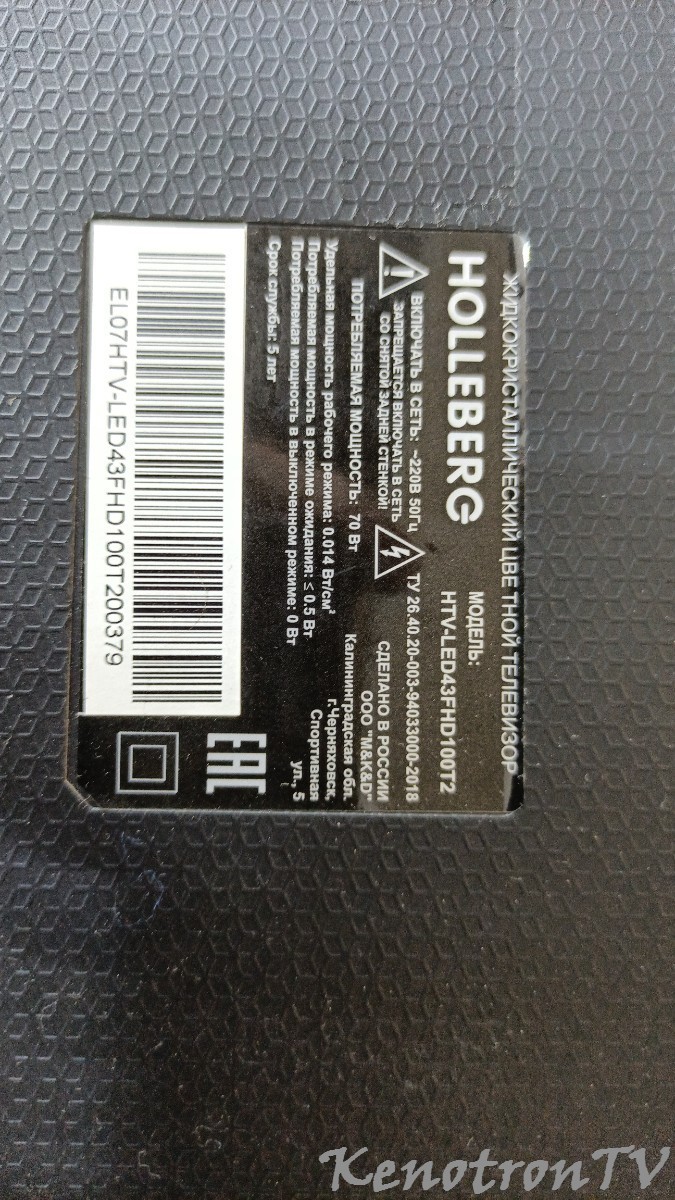 ЖИДКОКРИСТАЛЛИЧЕСКИЙ ЦВЕТНОЙ ТЕЛЕВИЗОР
HOLLEBERG
МОДЕЛЬ:
HTV-LED43FHD100T2
ВКЛЮЧАТЬ В СЕТЬ: ~220В 50Гц
ЗАПРЕЩАЕТСЯ ВКЛЮЧАТЬ В СЕТЬ
СО СНЯТОЙ ЗАДНЕЙ СТЕНКОЙ!
ТУ 26.40.20-003-94033000-2018
ПОТРЕБЛЯЕМАЯ МОЩНОСТЬ: 70 Вт
Удельная мощность рабочего режима: 0.014 Вт/см²
Потребляемая мощность в режиме ожидания: ≤ 0.5 Вт
Потребляемая мощность в выключенном режиме: 0 Вт
Срок службы: 5 лет
СДЕЛАНО В РОССИИ
ООО "M&K&D"
Калининградская обл.
г.Черняховск,
Спортивная
ул., 5
EAC
EL07HTV-LED43FHD100T200379
KenotronTV